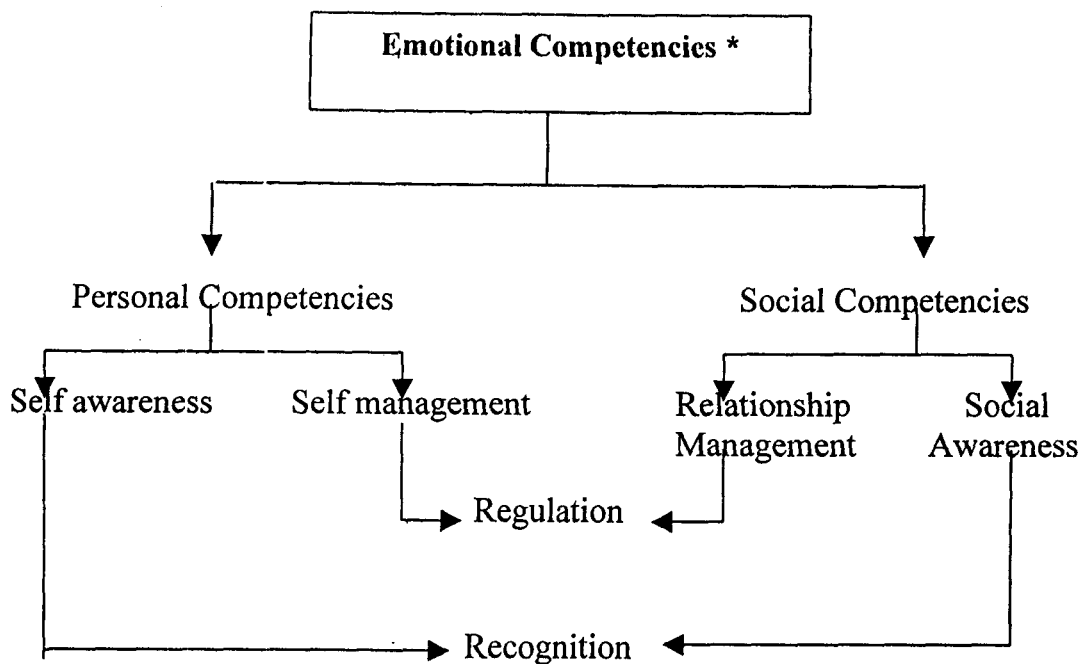 Emotional Competencies *
Personal Competencies
Social Competencies
Self awareness
Self management
Relationship
Management
Social
Awareness
Regulation
Recognition